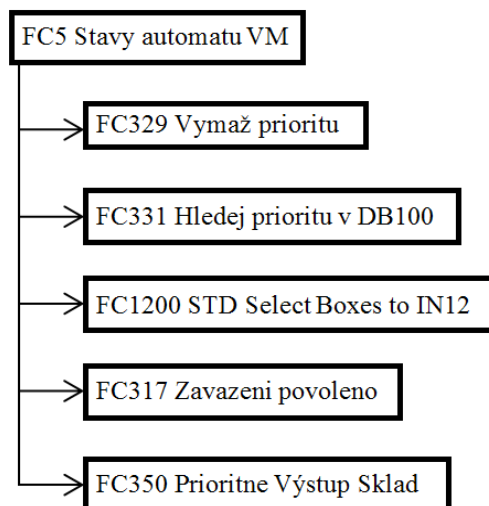 FC5 Stavy automatu VM
FC329 Vymaž prioritu
FC331 Hledej prioritu v DB100
FC1200 STD Select Boxes to IN12
FC317 Zavazeni povoleno
FC350 Prioritne Výstup Sklad